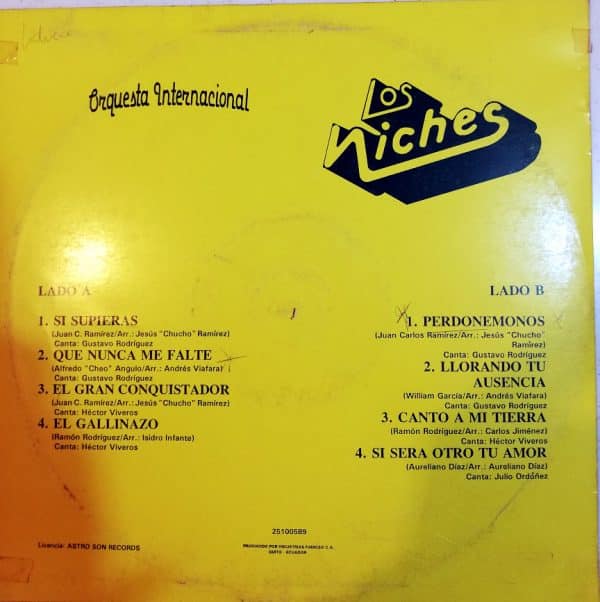 Orquesta Internacional
Los Niches
LADO A
1. SI SUPIERAS
(Juan C. Ramírez/Arr.: Jesús "Chucho" Ramírez)
Canta: Gustavo Rodríguez
2. QUE NUNCA ME FALTE
(Alfredo "Cheo" Angulo/Arr.: Andrés Viafara)
Canta: Gustavo Rodríguez
3. EL GRAN CONQUISTADOR
(Juan C. Ramírez/Arr.: Jesús "Chucho" Ramírez)
Canta: Héctor Viveros
4. EL GALLINAZO
(Ramón Rodríguez/Arr.: Isidro Infante)
Canta: Héctor Viveros
LADO B
1. PERDONEMONOS
(Juan Carlos Ramírez/Arr.: Jesús "Chucho"
Ramírez)
Canta: Gustavo Rodríguez
2. LLORANDO TU
AUSENCIA
(William García/Arr.: Andrés Viafara)
Canta: Gustavo Rodríguez
3. CANTO A MI TIERRA
(Ramón Rodríguez/Arr.: Carlos Jiménez)
Canta: Héctor Viveros
4. SI SERA OTRO TU AMOR
(Aureliano Díaz/Arr.: Aureliano Díaz)
Canta: Julio Ordóñez
25100589
Licencia: ASTRO SON RECORDS
PRODUCIDO POR INDUSTRIAS FAMOSO C.A.
QUITO - ECUADOR